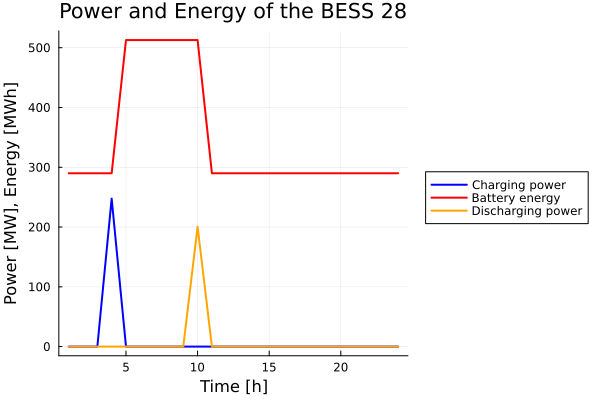 Power and Energy of the BESS 28
Power [MW], Energy [MWh]
500
400
300
200
100
0
5
10
15
20
Time [h]
Charging power
Battery energy
Discharging power